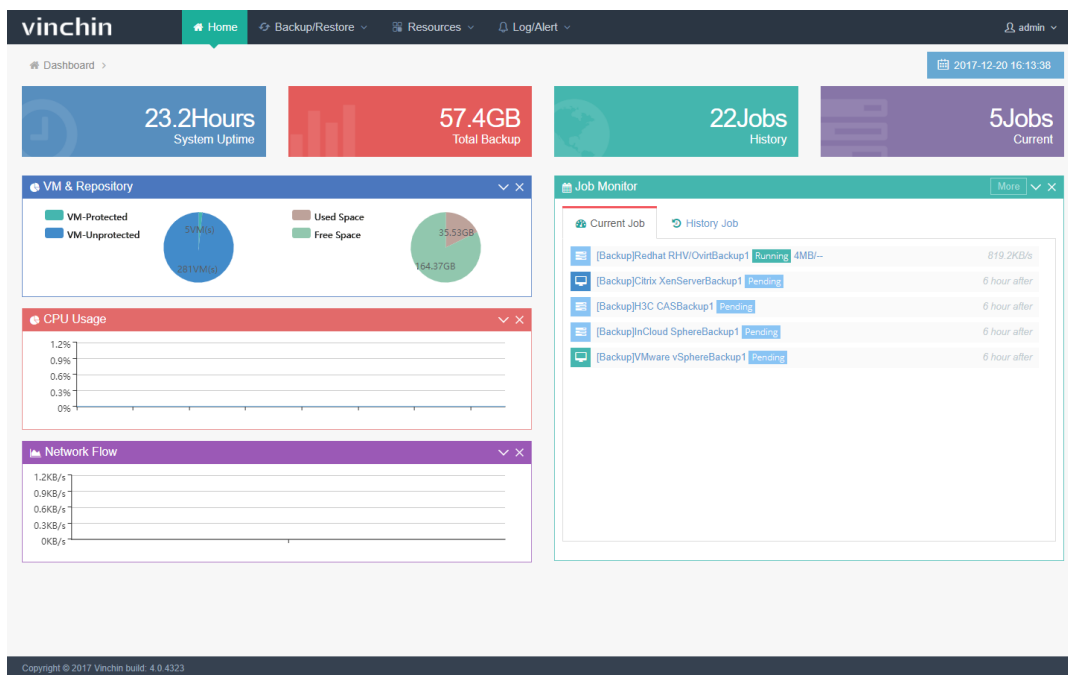 vinchin Home Backup/Restore Resources Log/Alert admin
Dashboard > 2017-12-20 16:13:38
23.2Hours
System Uptime
57.4GB
Total Backup
22Jobs
History
5Jobs
Current
VM & Repository
VM-Protected
VM-Unprotected
5VM(s)
281VM(s)
Used Space
Free Space
35.53GB
164.37GB
CPU Usage
1.2%
0.9%
0.6%
0.3%
0%
Network Flow
1.2KB/s
0.9KB/s
0.6KB/s
0.3KB/s
0KB/s
Job Monitor More
Current Job History Job
[Backup]Redhat RHV/OvirtBackup1 Running 4MB/-- 819.2KB/s
[Backup]Citrix XenServerBackup1 Pending 6 hour after
[Backup]H3C CASBackup1 Pending 6 hour after
[Backup]InCloud SphereBackup1 Pending 6 hour after
[Backup]VMware vSphereBackup1 Pending 6 hour after
Copyright © 2017 Vinchin build: 4.0.4323